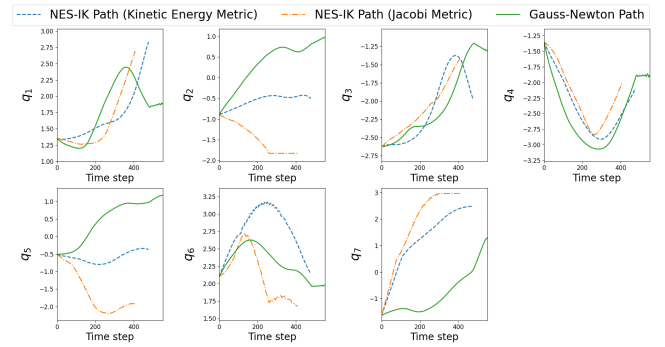 NES-IK Path (Kinetic Energy Metric) NES-IK Path (Jacobi Metric) Gauss-Newton Path
3.00 2.75 2.50 2.25 2.00 1.75 1.50 1.25 1.00
q1
0 200 400
Time step
1.0 0.5 0.0 −0.5 −1.0 −1.5 −2.0
q2
0 200 400
Time step
−1.25 −1.50 −1.75 −2.00 −2.25 −2.50 −2.75
q3
0 200 400
Time step
−1.25 −1.50 −1.75 −2.00 −2.25 −2.50 −2.75 −3.00 −3.25
q4
0 200 400
Time step
1.0 0.5 0.0 −0.5 −1.0 −1.5 −2.0
q5
0 200 400
Time step
3.25 3.00 2.75 2.50 2.25 2.00 1.75 1.50
q6
0 200 400
Time step
3 2 1 0 −1
q7
0 200 400
Time step